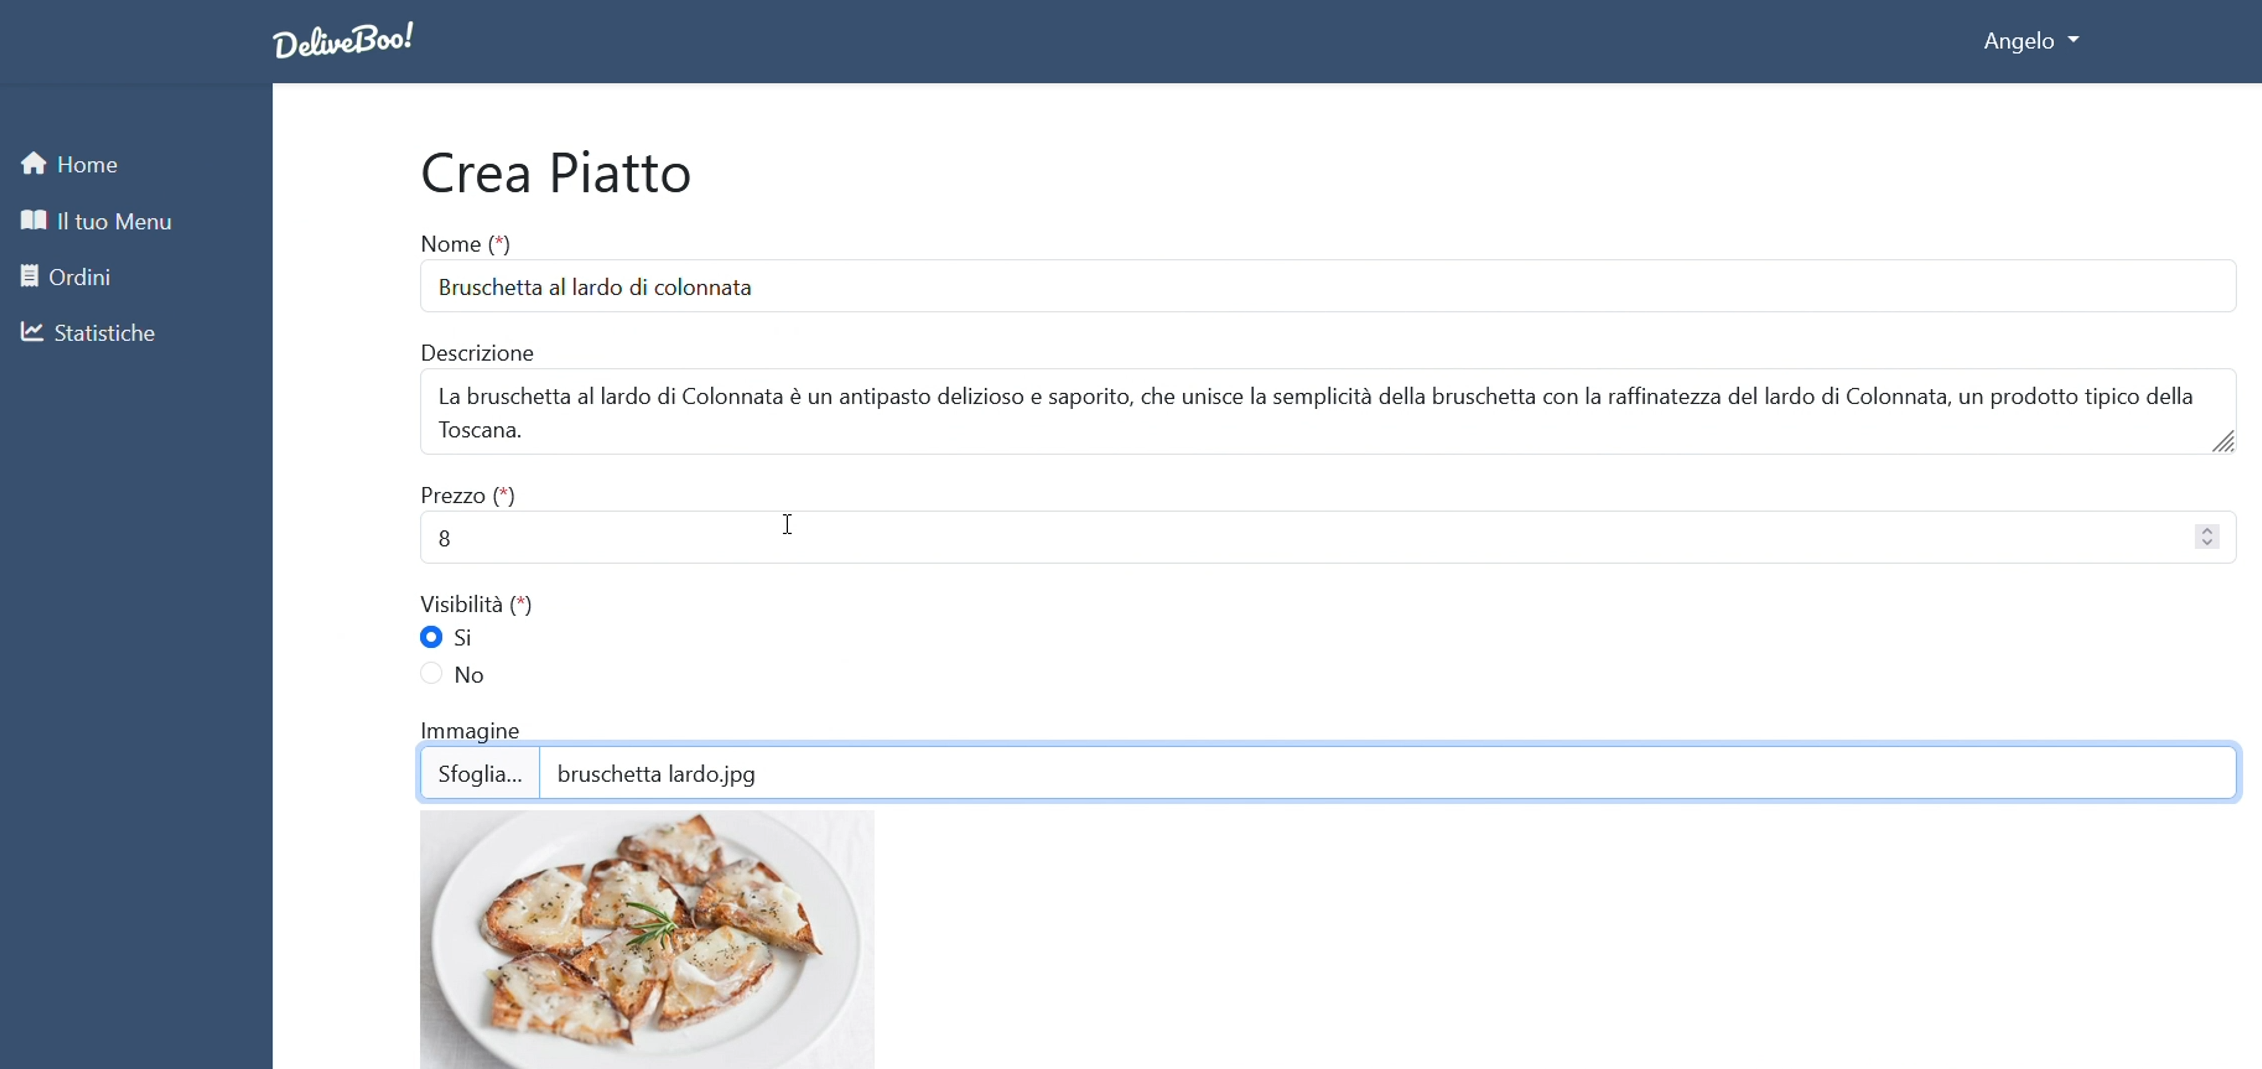 DeliveBoo!
Angelo
Home
Il tuo Menu
Ordini
Statistiche
Crea Piatto
Nome (*)
Bruschetta al lardo di colonnata
Descrizione
La bruschetta al lardo di Colonnata è un antipasto delizioso e saporito, che unisce la semplicità della bruschetta con la raffinatezza del lardo di Colonnata, un prodotto tipico della
Toscana.
Prezzo (*)
8
Visibilità (*)
Si
No
Immagine
Sfoglia... bruschetta lardo.jpg